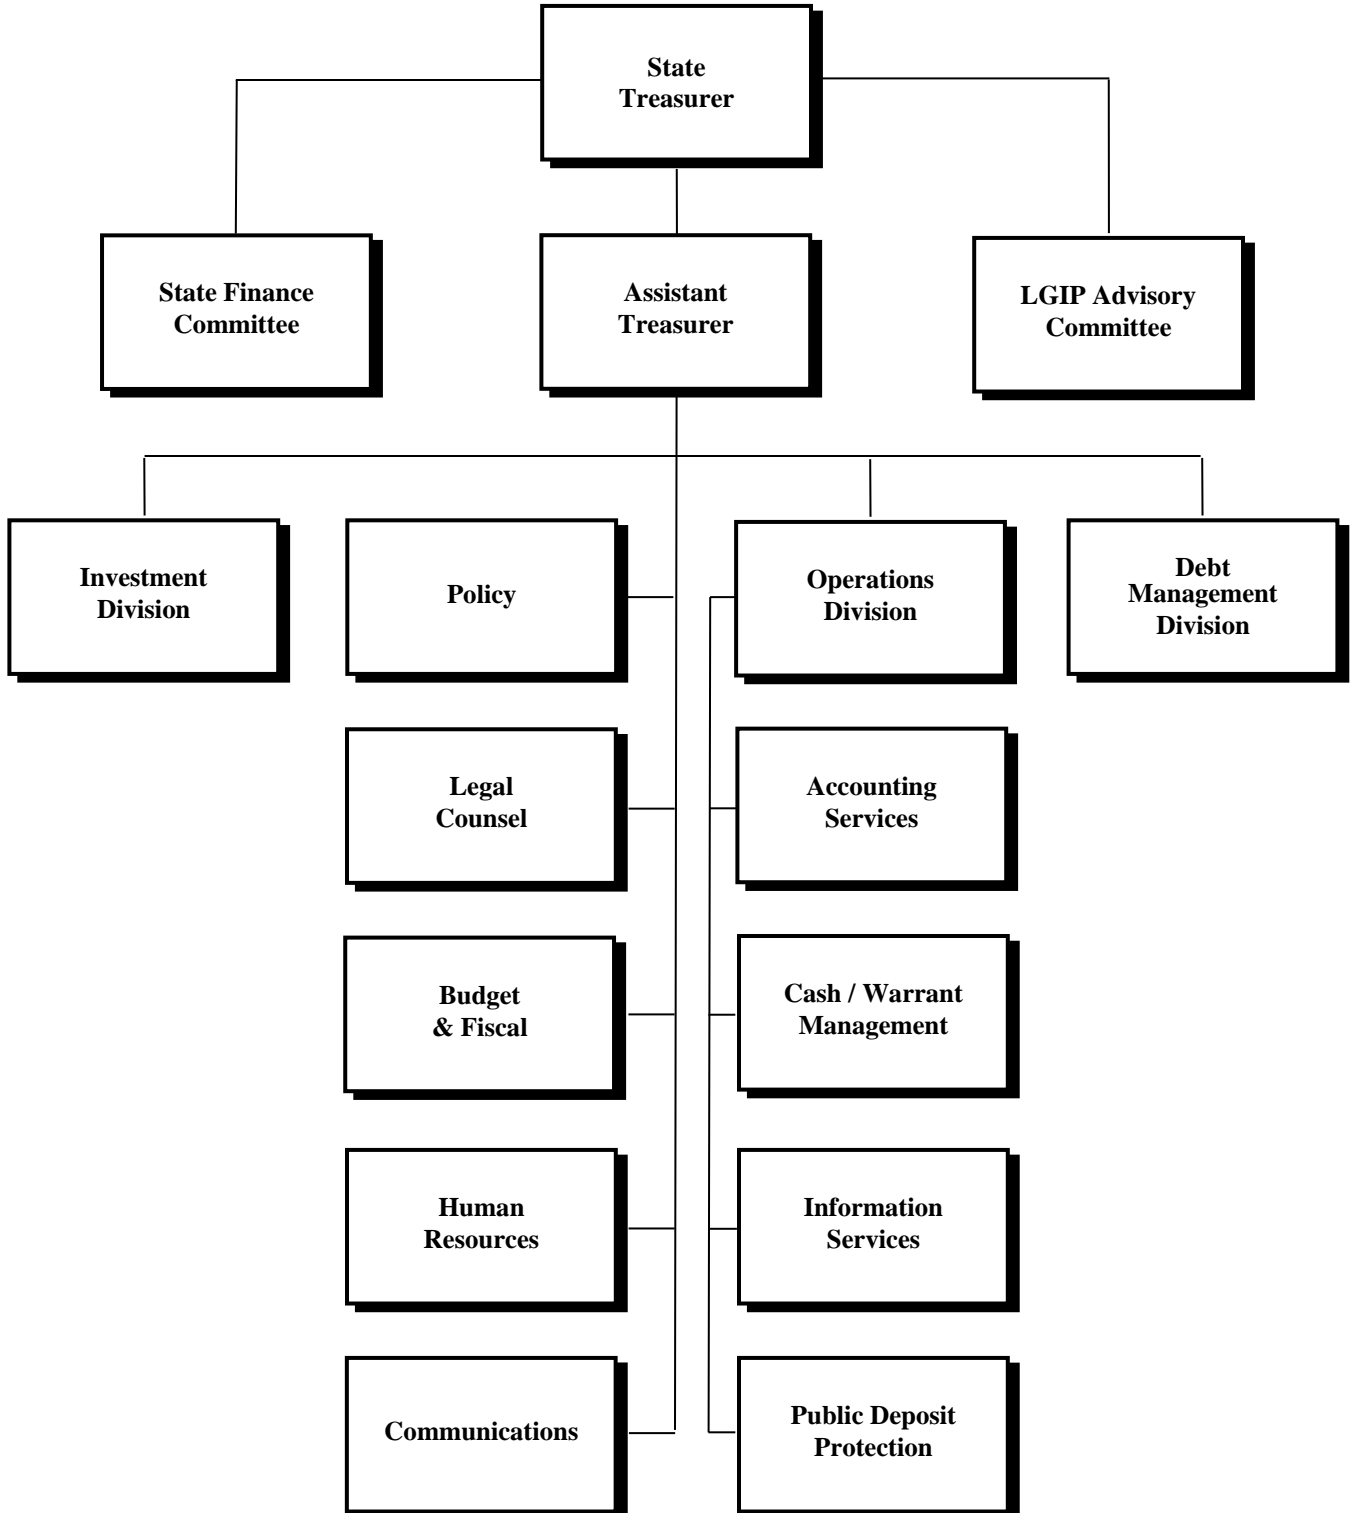 State
Treasurer
State Finance
Committee
Assistant
Treasurer
LGIP Advisory
Committee
Investment
Division
Policy
Operations
Division
Debt
Management
Division
Legal
Counsel
Accounting
Services
Budget
& Fiscal
Cash / Warrant
Management
Human
Resources
Information
Services
Communications
Public Deposit
Protection